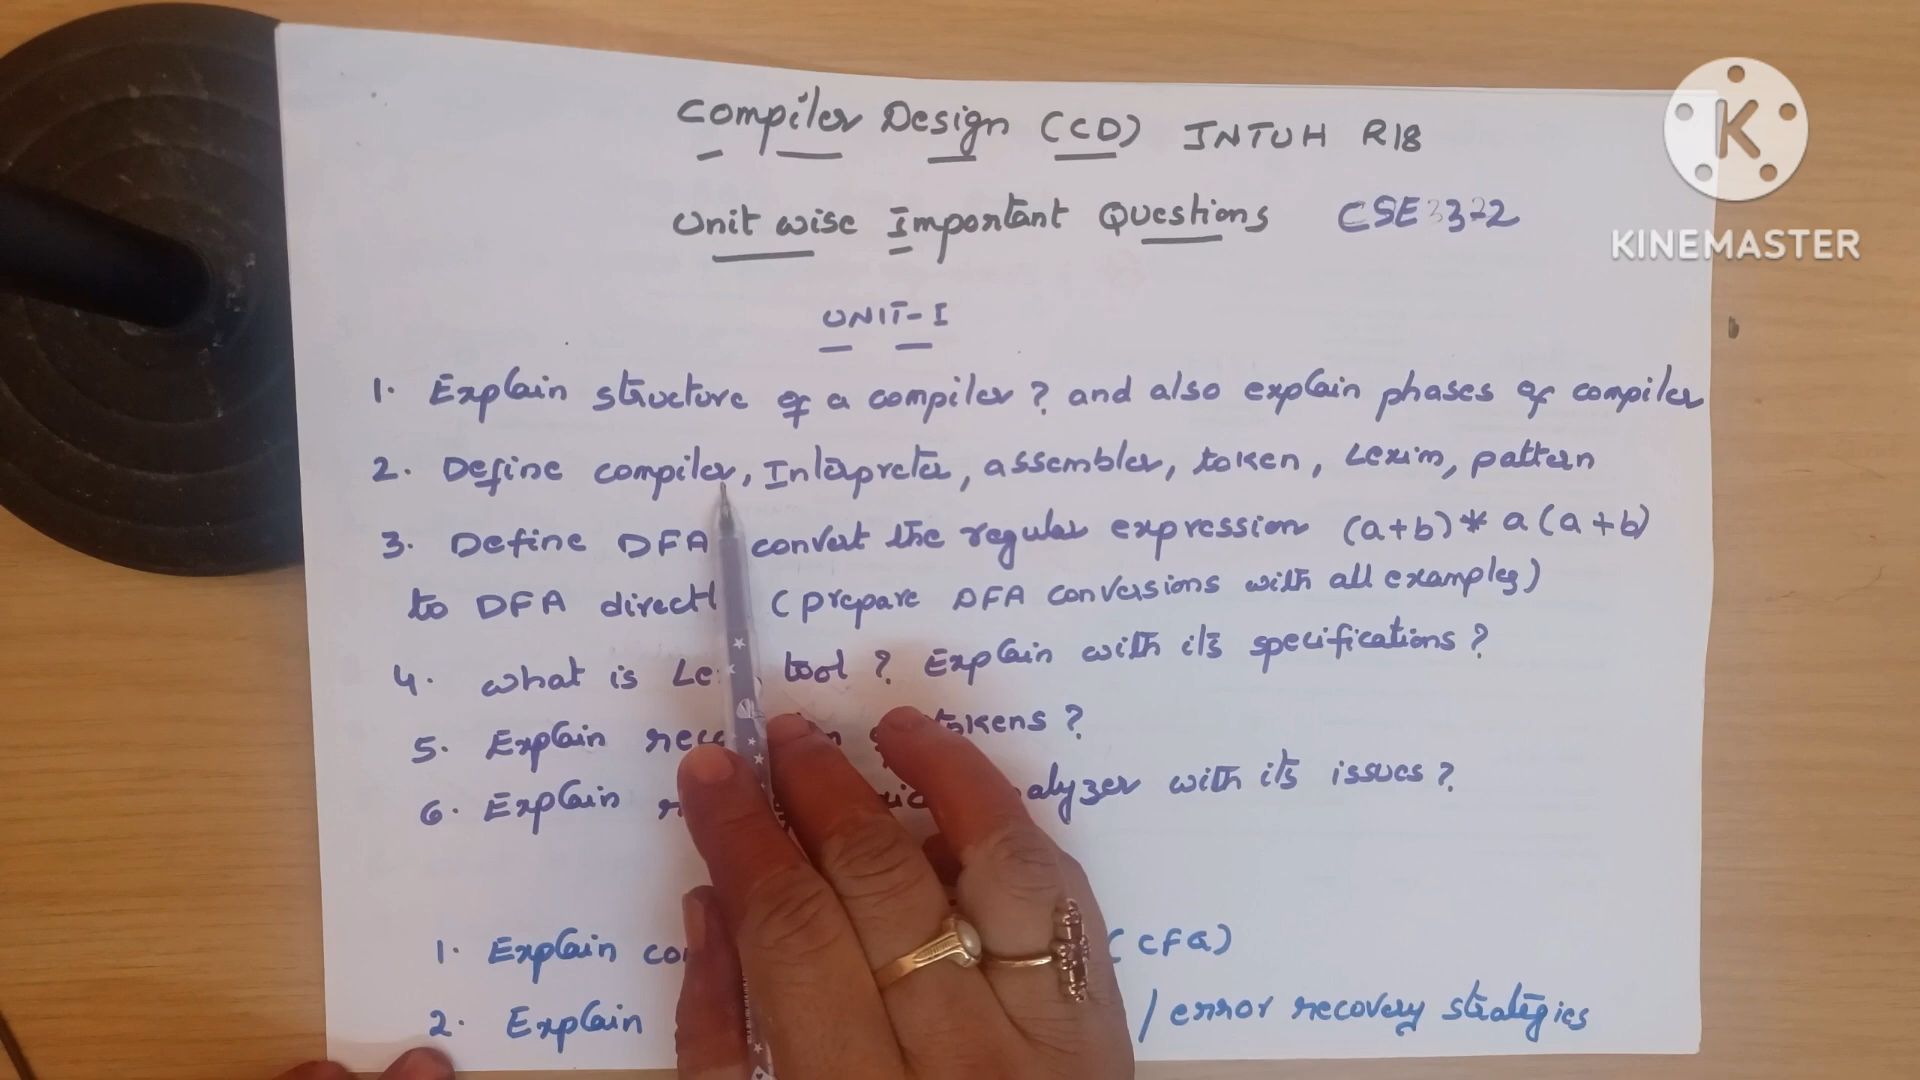 Compiler Design (CD) JNTUH R18
Unit wise Important Questions CSE 3-2
UNIT-I
1. Explain structure of a compiler? and also explain phases of compiler
2. Define compiler, Interpreter, assembler, token, Lexim, pattern
3. Define DFA convert the regular expression (a+b)* a(a+b)
to DFA (prepare DFA conversions with all examples)
4. what is tool? Explain with it's specifications?
5. Explain tokens?
6. Explain with it's issues?
1. Explain (CFG)
2. Explain / error recovery strategies
K
KINEMASTER